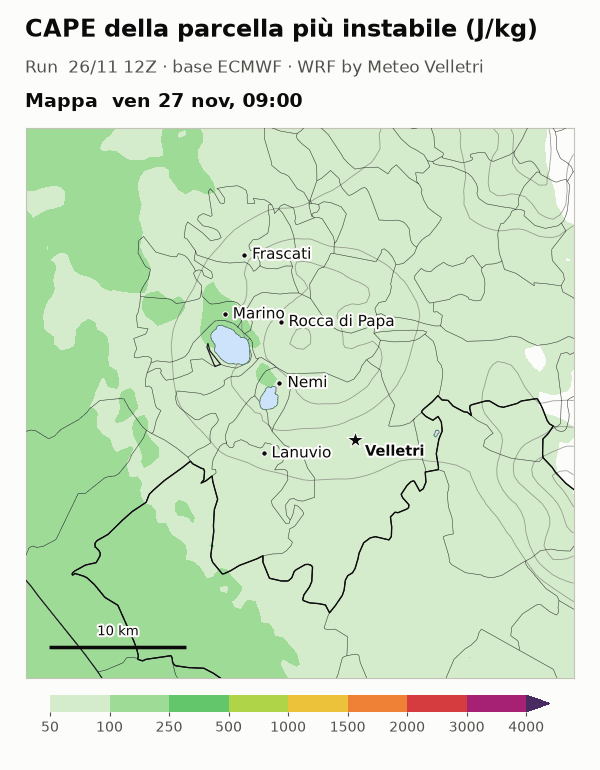 CAPE della parcella più instabile (J/kg)
Run 26/11 12Z · base ECMWF · WRF by Meteo Velletri
Mappa ven 27 nov, 09:00
Frascati
Marino
Rocca di Papa
Nemi
Velletri
Lanuvio
10 km
50 100 250 500 1000 1500 2000 3000 4000